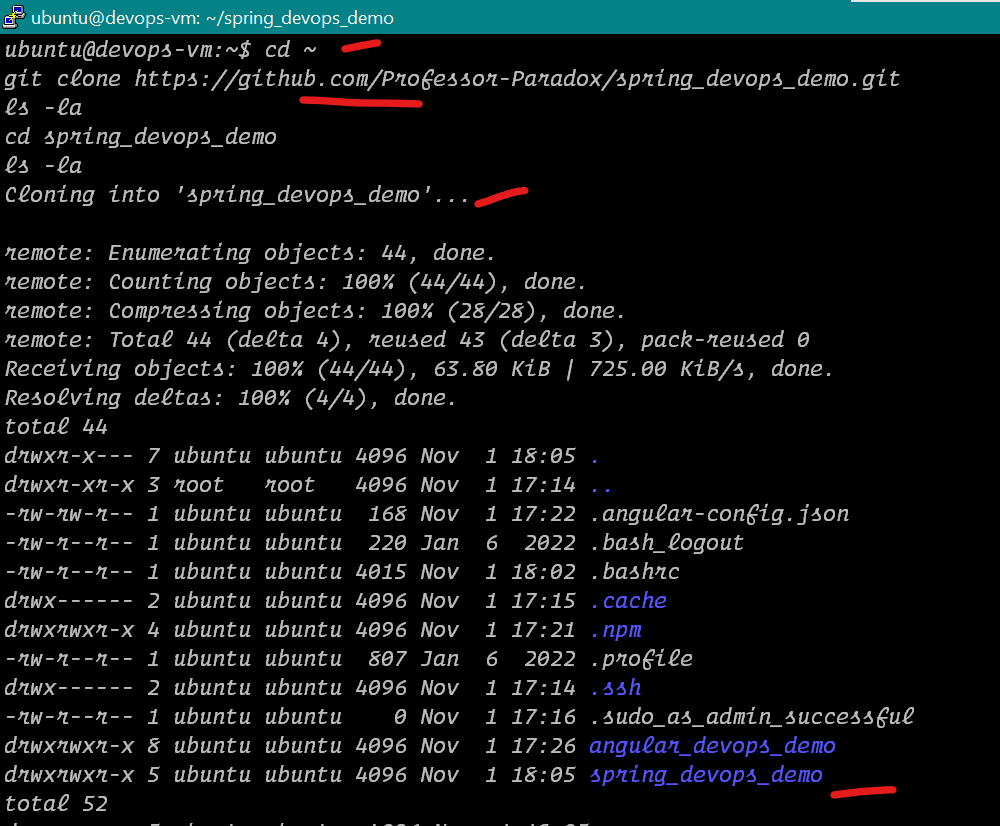 ubuntu@devops-vm: ~/spring_devops_demo
ubuntu@devops-vm:~$ cd ~
git clone https://github.com/Professor-Paradox/spring_devops_demo.git
ls -la
cd spring_devops_demo
ls -la
Cloning into 'spring_devops_demo'...
remote: Enumerating objects: 44, done.
remote: Counting objects: 100% (44/44), done.
remote: Compressing objects: 100% (28/28), done.
remote: Total 44 (delta 4), reused 43 (delta 3), pack-reused 0
Receiving objects: 100% (44/44), 63.80 KiB | 725.00 KiB/s, done.
Resolving deltas: 100% (4/4), done.
total 44
drwxr-x--- 7 ubuntu ubuntu 4096 Nov  1 18:05 .
drwxr-xr-x 3 root   root   4096 Nov  1 17:14 ..
-rw-rw-r-- 1 ubuntu ubuntu  168 Nov  1 17:22 .angular-config.json
-rw-r--r-- 1 ubuntu ubuntu  220 Jan  6  2022 .bash_logout
-rw-r--r-- 1 ubuntu ubuntu 4015 Nov  1 18:02 .bashrc
drwx------ 2 ubuntu ubuntu 4096 Nov  1 17:15 .cache
drwxrwxr-x 4 ubuntu ubuntu 4096 Nov  1 17:21 .npm
-rw-r--r-- 1 ubuntu ubuntu  807 Jan  6  2022 .profile
drwx------ 2 ubuntu ubuntu 4096 Nov  1 17:14 .ssh
-rw-r--r-- 1 ubuntu ubuntu    0 Nov  1 17:16 .sudo_as_admin_successful
drwxrwxr-x 8 ubuntu ubuntu 4096 Nov  1 17:26 angular_devops_demo
drwxrwxr-x 5 ubuntu ubuntu 4096 Nov  1 18:05 spring_devops_demo
total 52